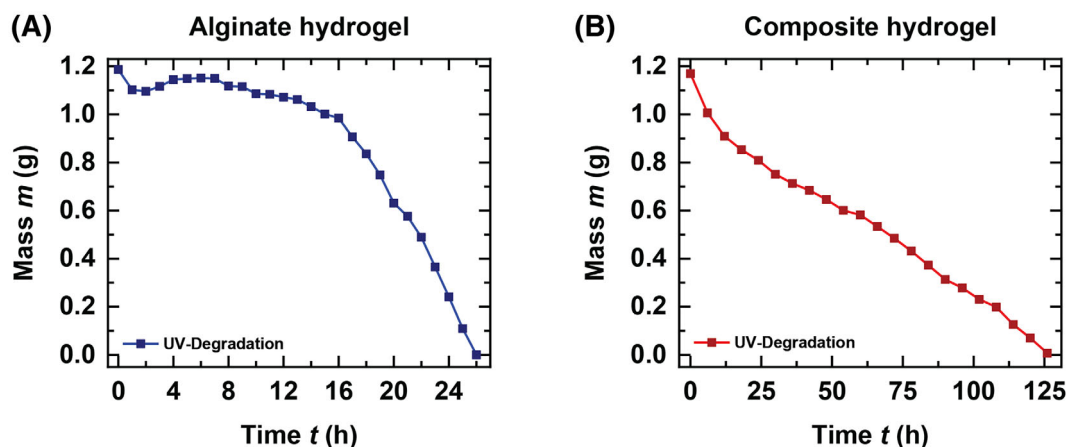 (A)
Alginate hydrogel
1.2
1.0
0.8
0.6
0.4
0.2
0.0
Mass m (g)
UV-Degradation
0 4 8 12 16 20 24
Time t (h)
(B)
Composite hydrogel
1.2
1.0
0.8
0.6
0.4
0.2
0.0
Mass m (g)
UV-Degradation
0 25 50 75 100 125
Time t (h)